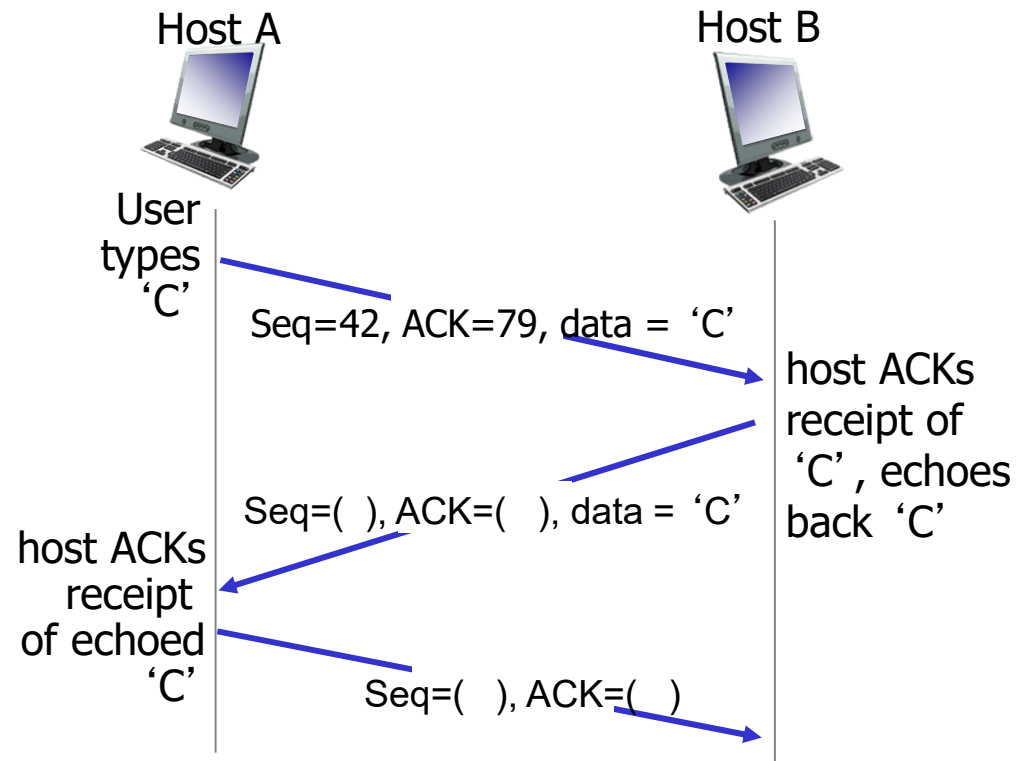 Host A
Host B
User
types
‘C’
Seq=42, ACK=79, data = ‘C’
host ACKs
receipt of
‘C’, echoes
back ‘C’
Seq=( ), ACK=( ), data = ‘C’
host ACKs
receipt
of echoed
‘C’
Seq=( ), ACK=( )